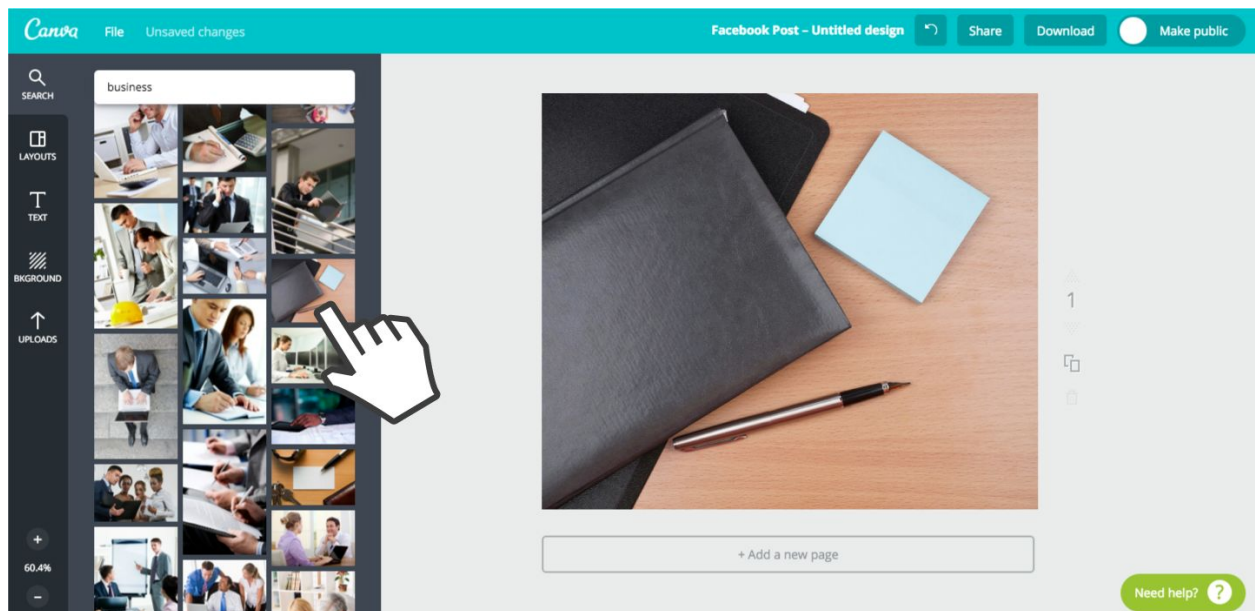 Canva
File
Unsaved changes
Facebook Post – Untitled design
Share
Download
Make public
SEARCH
business
LAYOUTS
TEXT
BKGROUND
UPLOADS
1
60.4%
+ Add a new page
Need help? ?